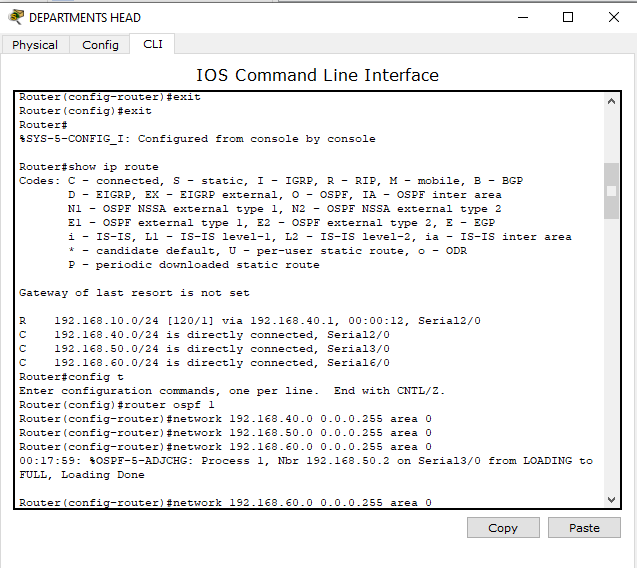 DEPARTMENTS HEAD
Physical Config CLI
IOS Command Line Interface
Router(config-router)#exit
Router(config)#exit
Router#
%SYS-5-CONFIG_I: Configured from console by console
Router#show ip route
Codes: C - connected, S - static, I - IGRP, R - RIP, M - mobile, B - BGP
D - EIGRP, EX - EIGRP external, O - OSPF, IA - OSPF inter area
N1 - OSPF NSSA external type 1, N2 - OSPF NSSA external type 2
E1 - OSPF external type 1, E2 - OSPF external type 2, E - EGP
i - IS-IS, L1 - IS-IS level-1, L2 - IS-IS level-2, ia - IS-IS inter area
* - candidate default, U - per-user static route, o - ODR
P - periodic downloaded static route
Gateway of last resort is not set
R 192.168.10.0/24 [120/1] via 192.168.40.1, 00:00:12, Serial2/0
C 192.168.40.0/24 is directly connected, Serial2/0
C 192.168.50.0/24 is directly connected, Serial3/0
C 192.168.60.0/24 is directly connected, Serial6/0
Router#config t
Enter configuration commands, one per line. End with CNTL/Z.
Router(config)#router ospf 1
Router(config-router)#network 192.168.40.0 0.0.0.255 area 0
Router(config-router)#network 192.168.50.0 0.0.0.255 area 0
Router(config-router)#network 192.168.60.0 0.0.0.255 area 0
00:17:59: %OSPF-5-ADJCHG: Process 1, Nbr 192.168.50.2 on Serial3/0 from LOADING to
FULL, Loading Done
Router(config-router)#network 192.168.60.0 0.0.0.255 area 0
Copy Paste